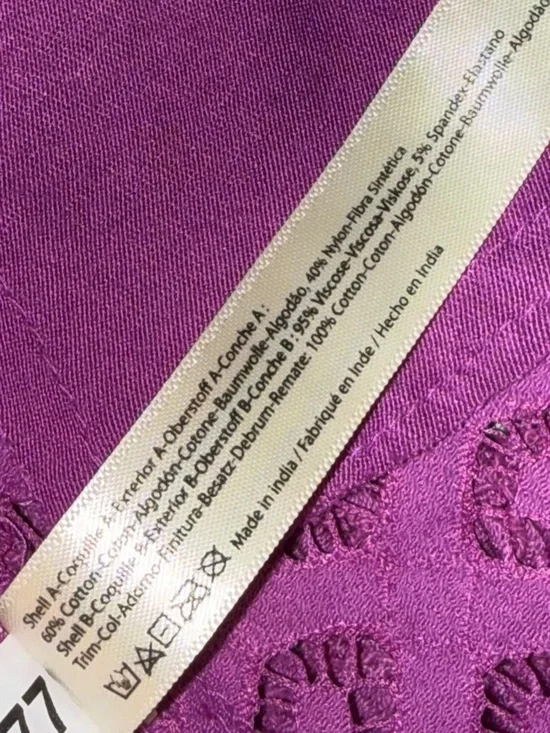 Shell A-Coquille A-Exterior A-Oberstoff A-Conche A :
60% Cotton-Coton-Algodon-Cotone-Baumwolle-Algodão, 40% Nylon-Fibra Sintética
Shell B-Coquille B-Exterior B-Oberstoff B-Conche B : 95% Viscose-Viscosa-Viskose, 5% Spandex-Elastano
Trim-Col-Adorno-Finitura-Besatz-Debrum-Remate: 100% Cotton-Coton-Algodón-Cotone-Baumwolle-Algodão
Made in India / Fabriqué en Inde / Hecho en India
77